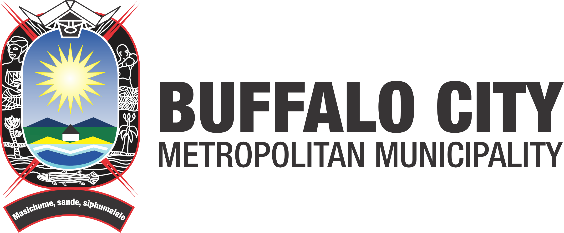 BUFFALO CITY
METROPOLITAN MUNICIPALITY
Masichume, sande, siphumelele